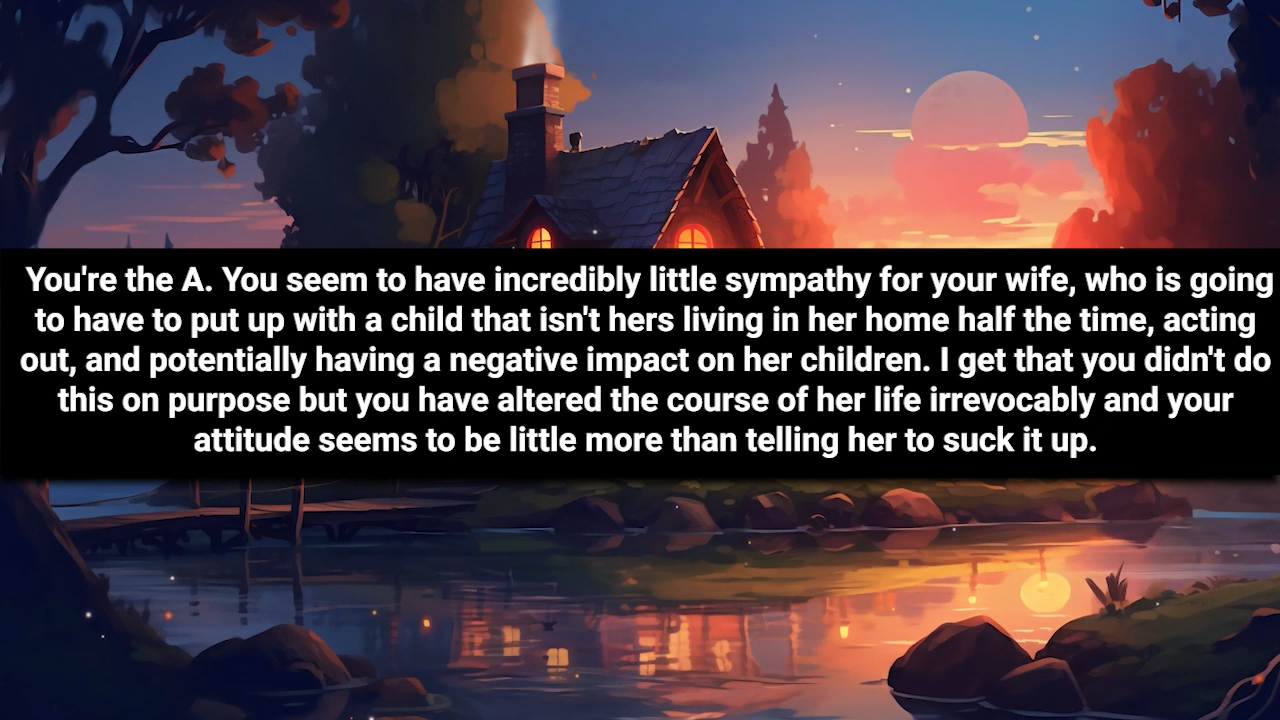 You're the A. You seem to have incredibly little sympathy for your wife, who is going
to have to put up with a child that isn't hers living in her home half the time, acting
out, and potentially having a negative impact on her children. I get that you didn't do
this on purpose but you have altered the course of her life irrevocably and your
attitude seems to be little more than telling her to suck it up.